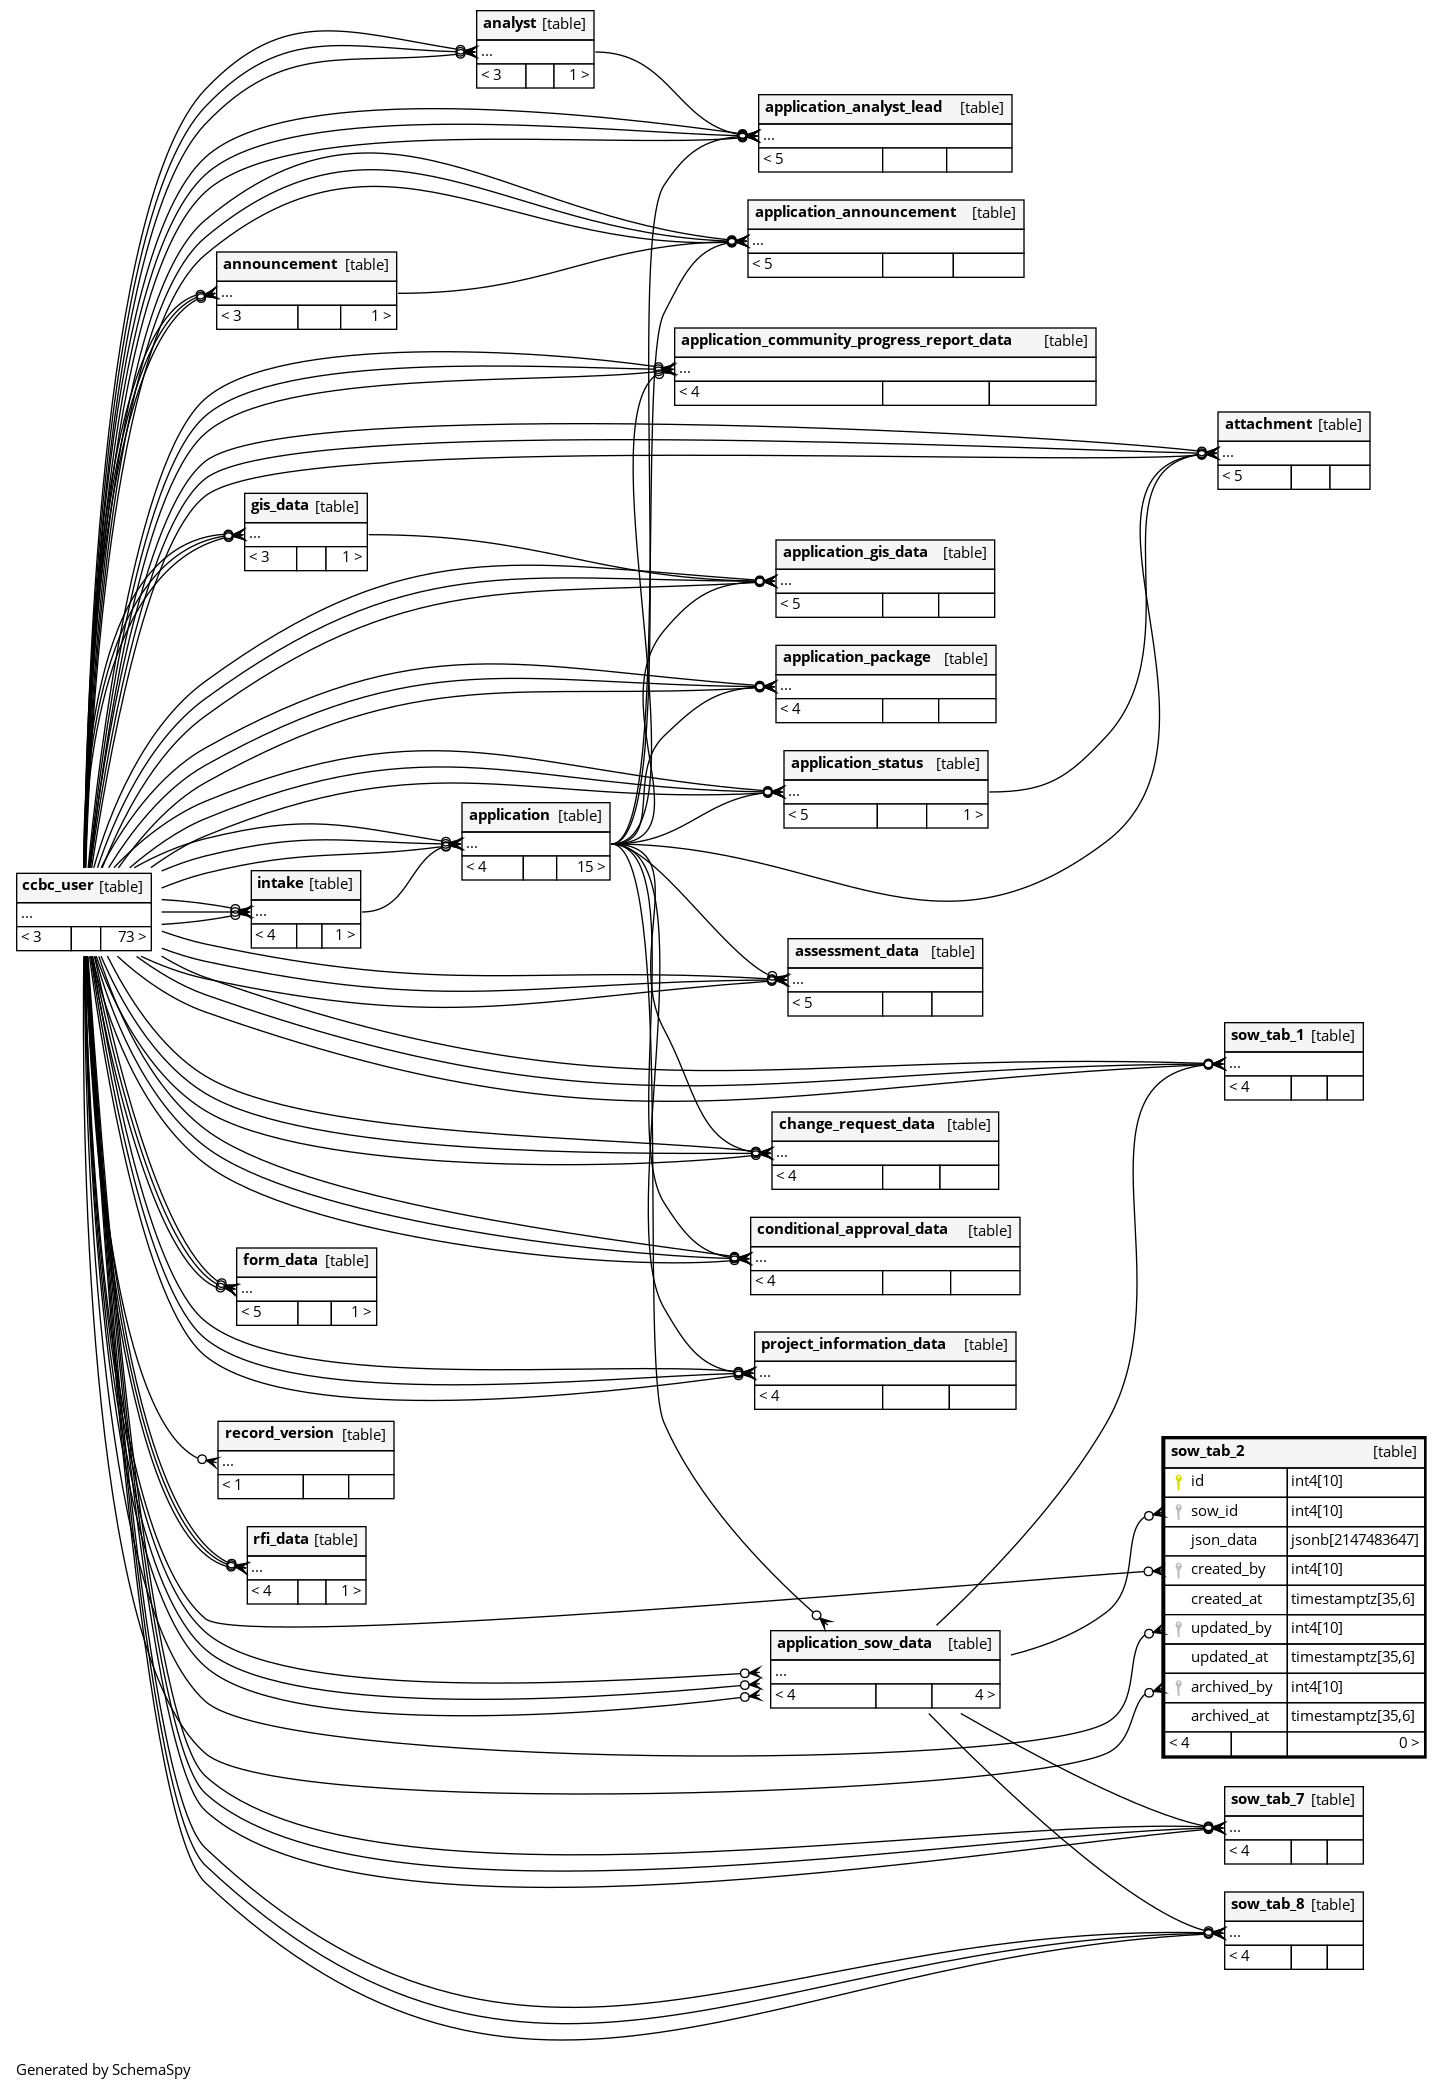 analyst [table]
...
< 3 1 >
application_analyst_lead [table]
...
< 5
application_announcement [table]
...
< 5
announcement [table]
...
< 3 1 >
application_community_progress_report_data [table]
...
< 4
attachment [table]
...
< 5
gis_data [table]
...
< 3 1 >
application_gis_data [table]
...
< 5
application_package [table]
...
< 4
application_status [table]
...
< 5 1 >
application [table]
...
< 4 15 >
ccbc_user [table]
...
< 3 73 >
intake [table]
...
< 4 1 >
assessment_data [table]
...
< 5
sow_tab_1 [table]
...
< 4
change_request_data [table]
...
< 4
conditional_approval_data [table]
...
< 4
form_data [table]
...
< 5 1 >
project_information_data [table]
...
< 4
record_version [table]
...
< 1
sow_tab_2 [table]
id int4[10]
sow_id int4[10]
json_data jsonb[2147483647]
created_by int4[10]
created_at timestamptz[35,6]
updated_by int4[10]
updated_at timestamptz[35,6]
archived_by int4[10]
archived_at timestamptz[35,6]
< 4 0 >
rfi_data [table]
...
< 4 1 >
application_sow_data [table]
...
< 4 4 >
sow_tab_7 [table]
...
< 4
sow_tab_8 [table]
...
< 4
Generated by SchemaSpy